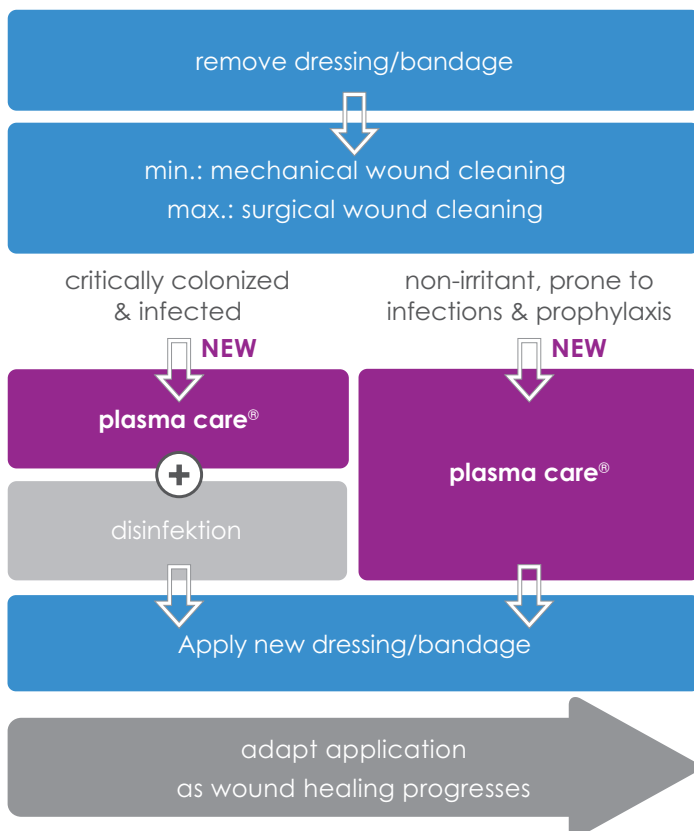 remove dressing/bandage
min.: mechanical wound cleaning
max.: surgical wound cleaning
critically colonized
& infected
NEW
plasma care®
+
disinfektion
non-irritant, prone to
infections & prophylaxis
NEW
plasma care®
Apply new dressing/bandage
adapt application
as wound healing progresses